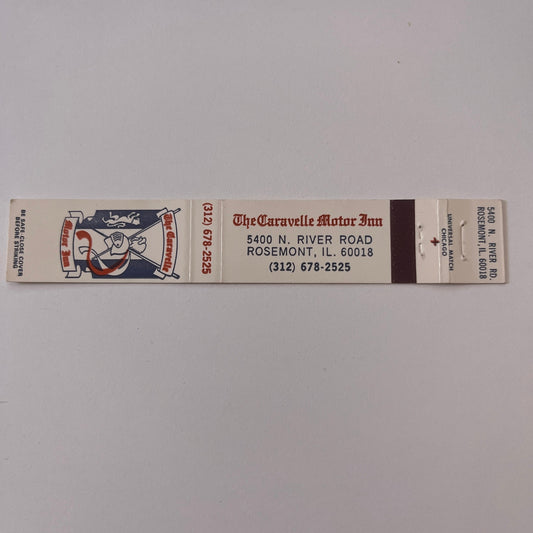 BE SAFE CLOSE COVER
BEFORE STRIKING
The Caravelle
Motor Inn
(312) 678-2525
The Caravelle Motor Inn
5400 N. RIVER ROAD
ROSEMONT, IL. 60018
(312) 678-2525
UNIVERSAL MATCH
CHICAGO
5400 N. RIVER RD.
ROSEMONT, IL. 60018